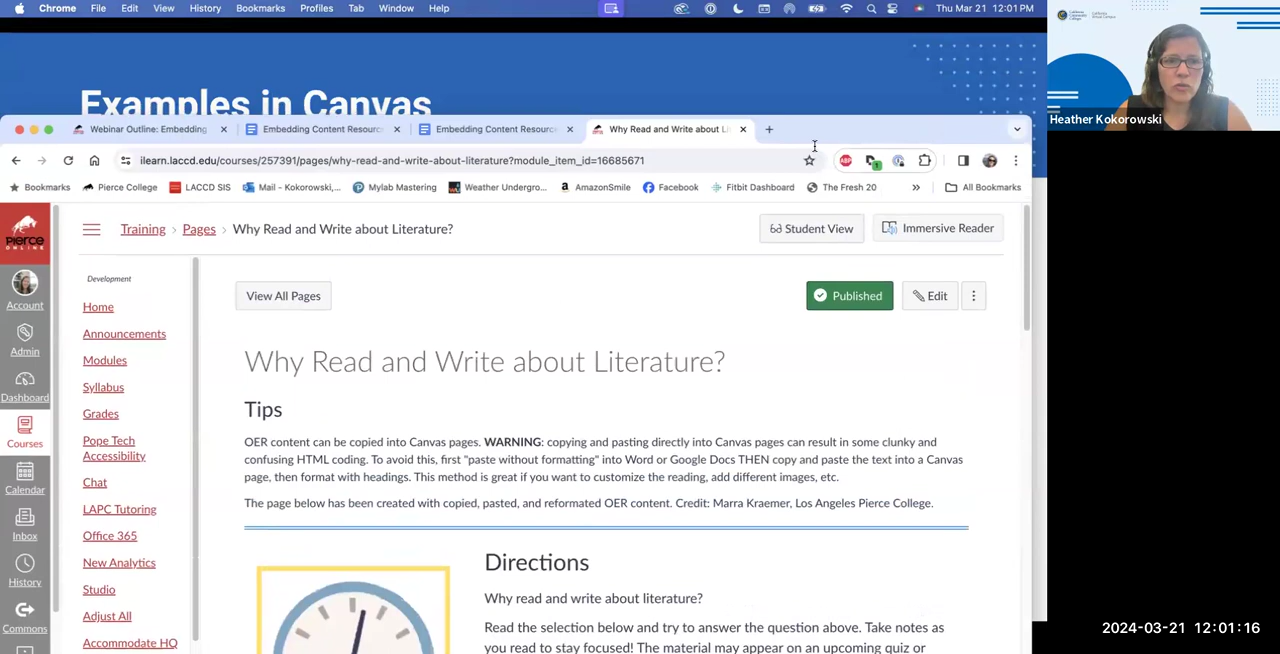 Chrome File Edit View History Bookmarks Profiles Tab Window Help Thu Mar 21 12:01 PM
Examples in Canvas
Webinar Outline: Embedding
Embedding Content Resourc
Embedding Content Resourc
Why Read and Write about Li
ilearn.laccd.edu/courses/257391/pages/why-read-and-write-about-literature?module_item_id=16685671
ABP
1
Bookmarks Pierce College LACCD SIS Mail - Kokorowski,... Mylab Mastering Weather Undergro... AmazonSmile Facebook Fitbit Dashboard The Fresh 20 » All Bookmarks
PIERCE
ONLINE
Account
Admin
Dashboard
Courses
Calendar
Inbox
History
Commons
Training > Pages > Why Read and Write about Literature?
Student View
Immersive Reader
Development
Home
Announcements
Modules
Syllabus
Grades
Pope Tech
Accessibility
Chat
LAPC Tutoring
Office 365
New Analytics
Studio
Adjust All
Accommodate HQ
View All Pages
Published
Edit
Why Read and Write about Literature?
Tips
OER content can be copied into Canvas pages. WARNING: copying and pasting directly into Canvas pages can result in some clunky and
confusing HTML coding. To avoid this, first "paste without formatting" into Word or Google Docs THEN copy and paste the text into a Canvas
page, then format with headings. This method is great if you want to customize the reading, add different images, etc.
The page below has been created with copied, pasted, and reformated OER content. Credit: Marra Kraemer, Los Angeles Pierce College.
Directions
Why read and write about literature?
Read the selection below and try to answer the question above. Take notes as
you read to stay focused! The material may appear on an upcoming quiz or
Heather Kokorowski
2024-03-21 12:01:16